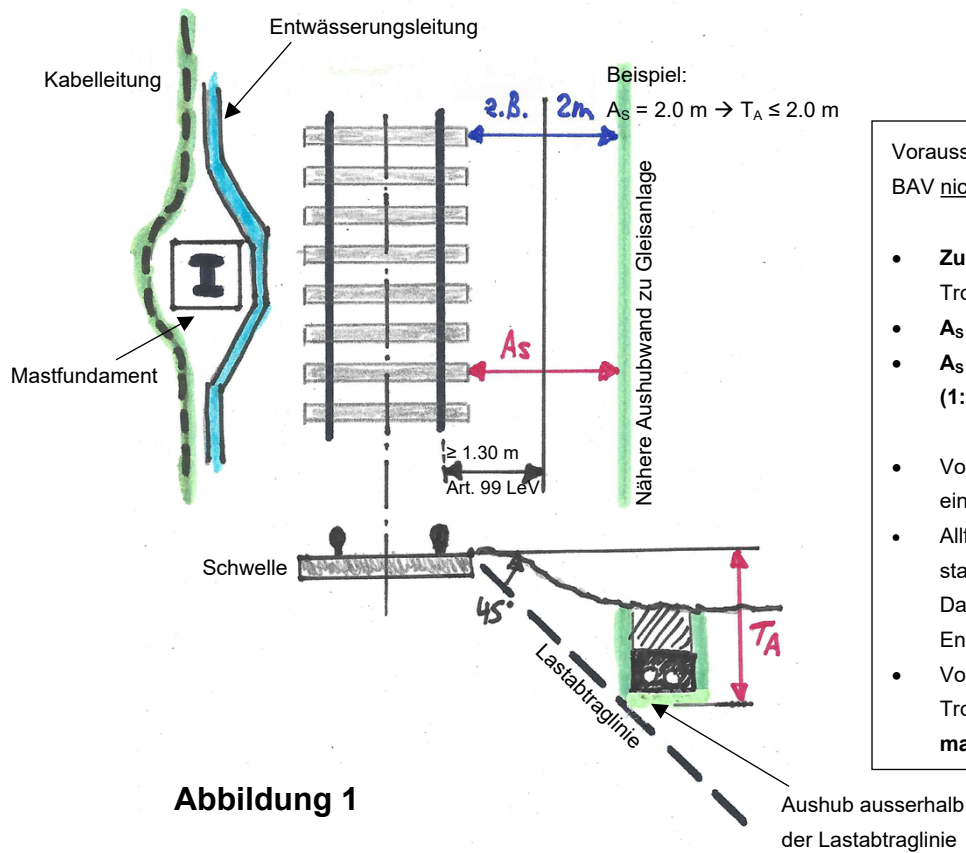 Entwässerungsleitung
Kabelleitung
Mastfundament
Beispiel:
As = 2.0 m → TA ≤ 2.0 m
z.B. 2m
As
Nähere Aushubwand zu Gleisanlage
≥ 1.30 m
Art. 99 LeV
Schwelle
45°
Lastabtraglinie
TA
Aushub ausserhalb
der Lastabtraglinie
Abbildung 1
Vorauss
BAV nic
• Zu
Tro
• As
• As
(1:
• Vo
ein
• Allf
sta
Da
En
• Vo
Tro
ma